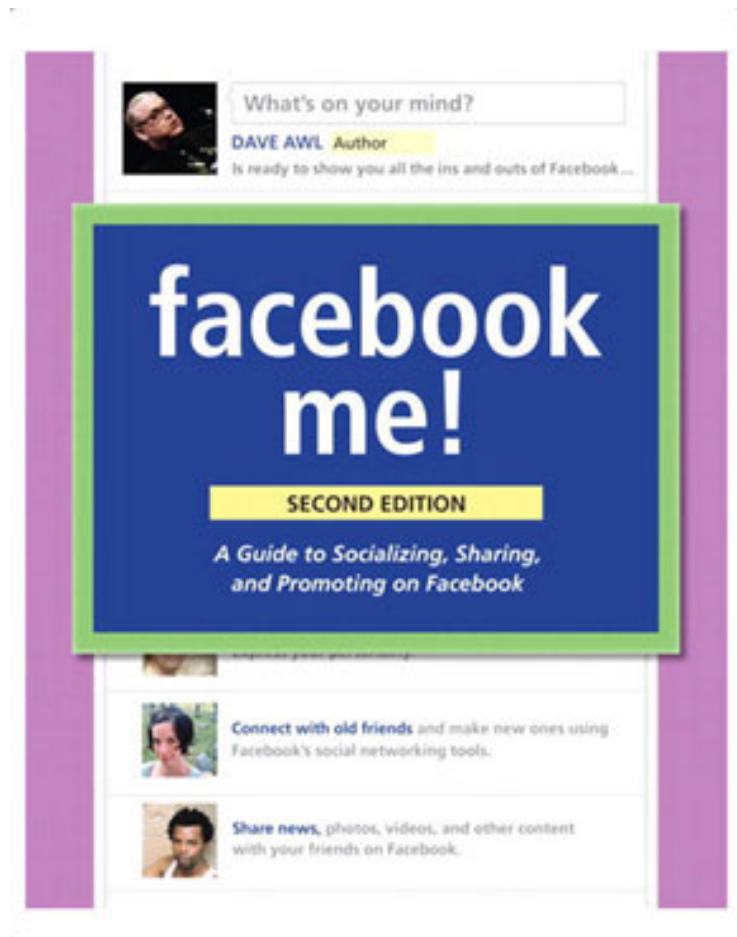 What's on your mind?
DAVE AWL Author
Is ready to show you all the ins and outs of Facebook...
facebook
me!
SECOND EDITION
A Guide to Socializing, Sharing,
and Promoting on Facebook
Connect with old friends and make new ones using
Facebook's social networking tools.
Share news, photos, videos, and other content
with your friends on Facebook.